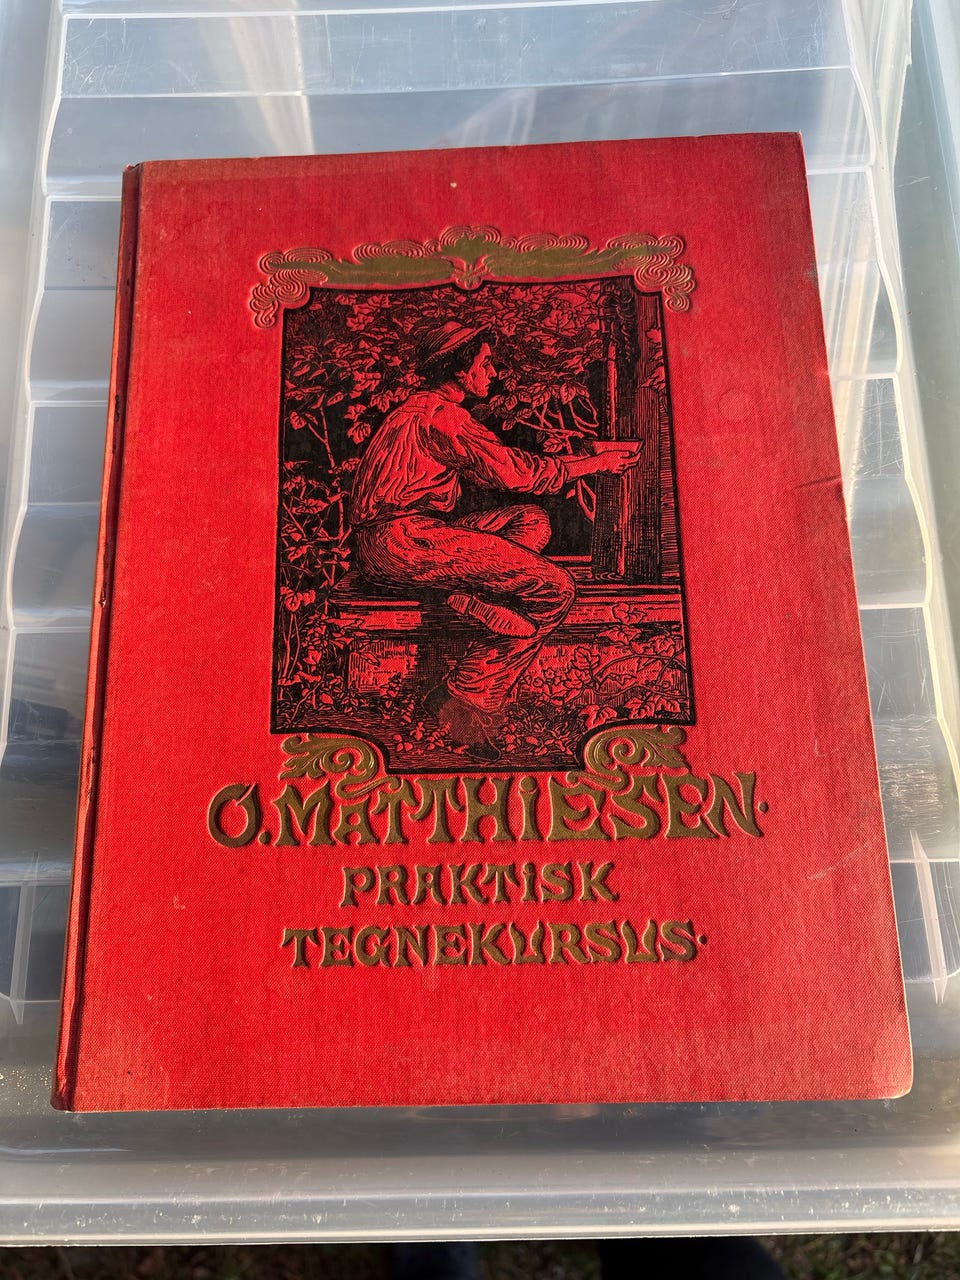 O. MATTHIESEN·
PRAKTISK
TEGNEKURSUS·